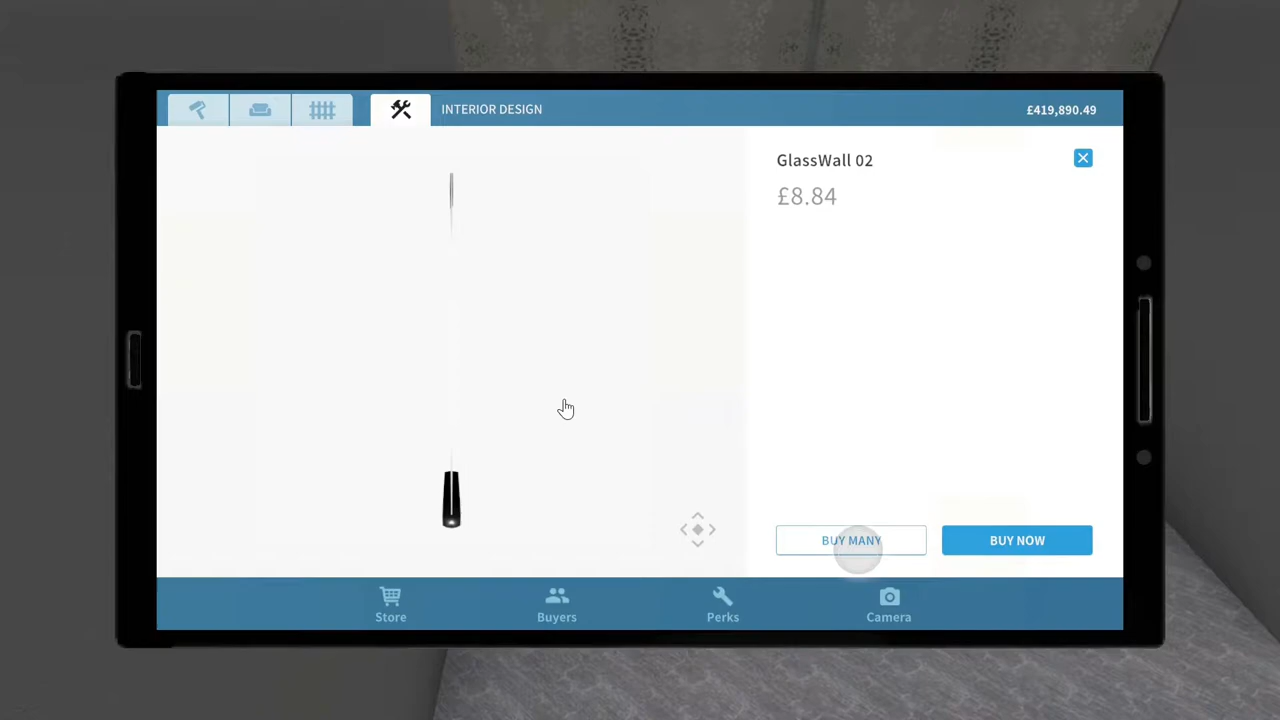 INTERIOR DESIGN
£419,890.49
GlassWall 02
£8.84
BUY MANY
BUY NOW
Store
Buyers
Perks
Camera